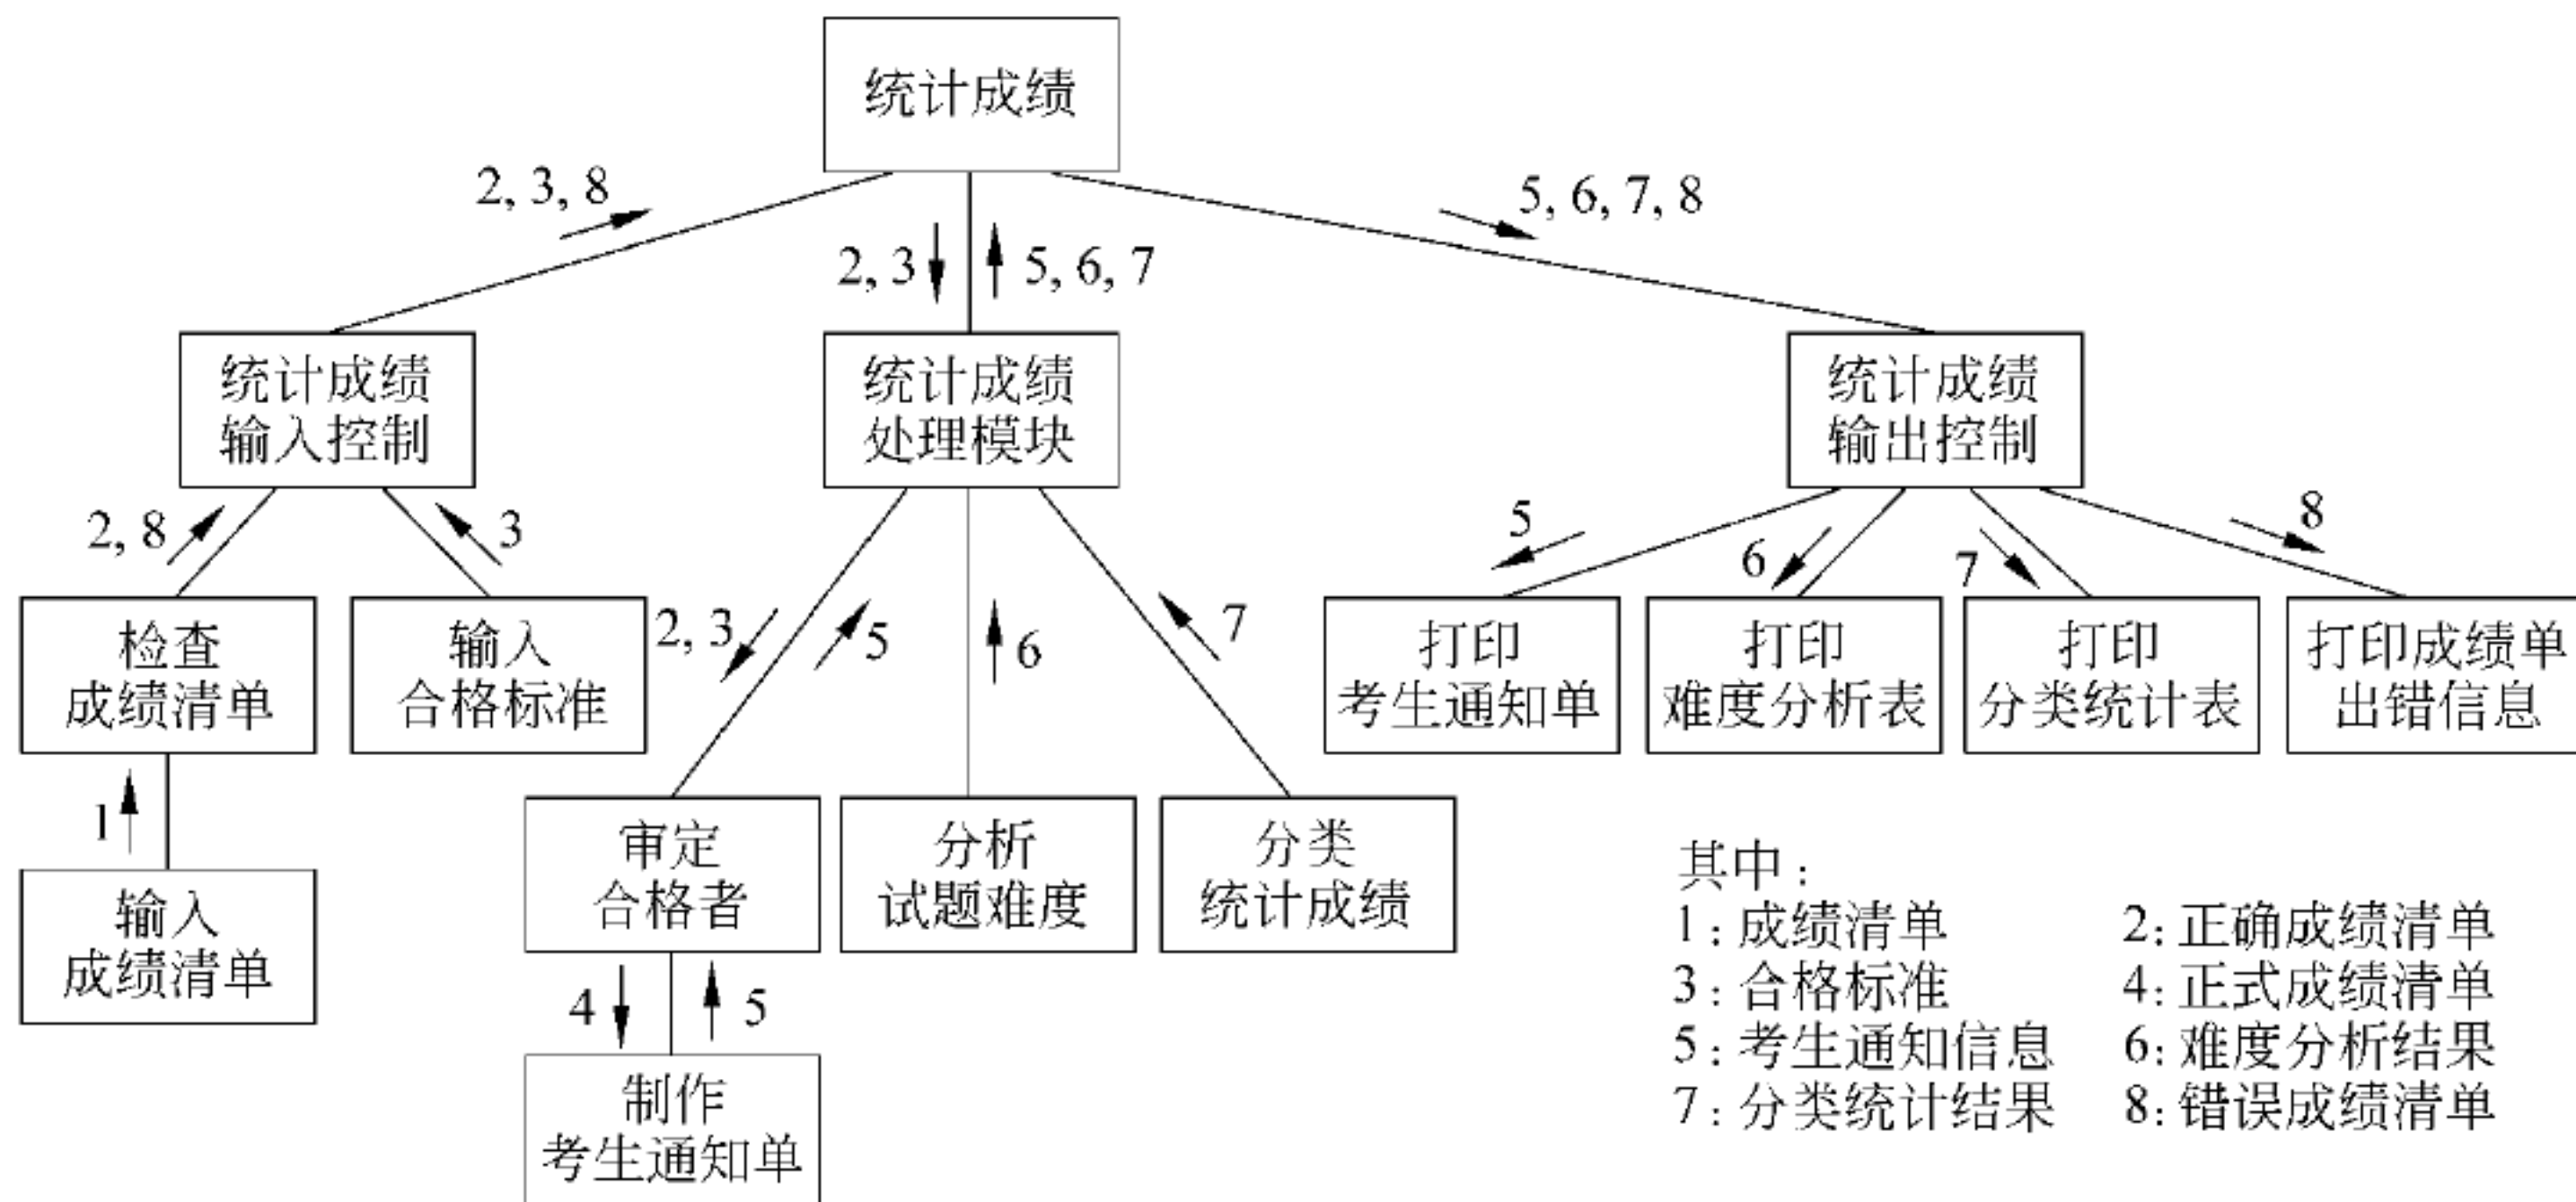 统计成绩
2, 3, 8
5, 6, 7, 8
2, 3
5, 6, 7
统计成绩
输入控制
统计成绩
处理模块
统计成绩
输出控制
2, 8
3
5
6
7
8
检查
成绩清单
输入
合格标准
2, 3
5
6
7
打印
考生通知单
打印
难度分析表
打印
分类统计表
打印成绩单
出错信息
1
输入
成绩清单
审定
合格者
分析
试题难度
分类
统计成绩
4
5
制作
考生通知单
其中:
1: 成绩清单 2: 正确成绩清单
3: 合格标准 4: 正式成绩清单
5: 考生通知信息 6: 难度分析结果
7: 分类统计结果 8: 错误成绩清单